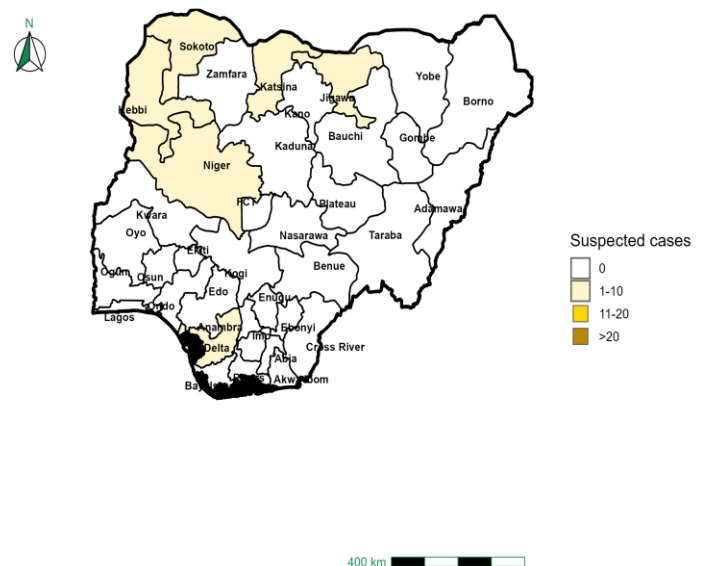 N
Sokoto
Zamfara
Katsina
Yobe
Borno
Jigawa
Kebbi
Kano
Bauchi
Gombe
Kaduna
Niger
FCT
Plateau
Adamawa
Kwara
Oyo
Nasarawa
Taraba
Suspected cases
Ekiti
Benue
Ogun
Osun
Kogi
0
Edo
1-10
Enugu
Ondo
11-20
Lagos
Anambra
Ebonyi
>20
Imo
Delta
Cross River
Abia
Akwa Ibom
400 km